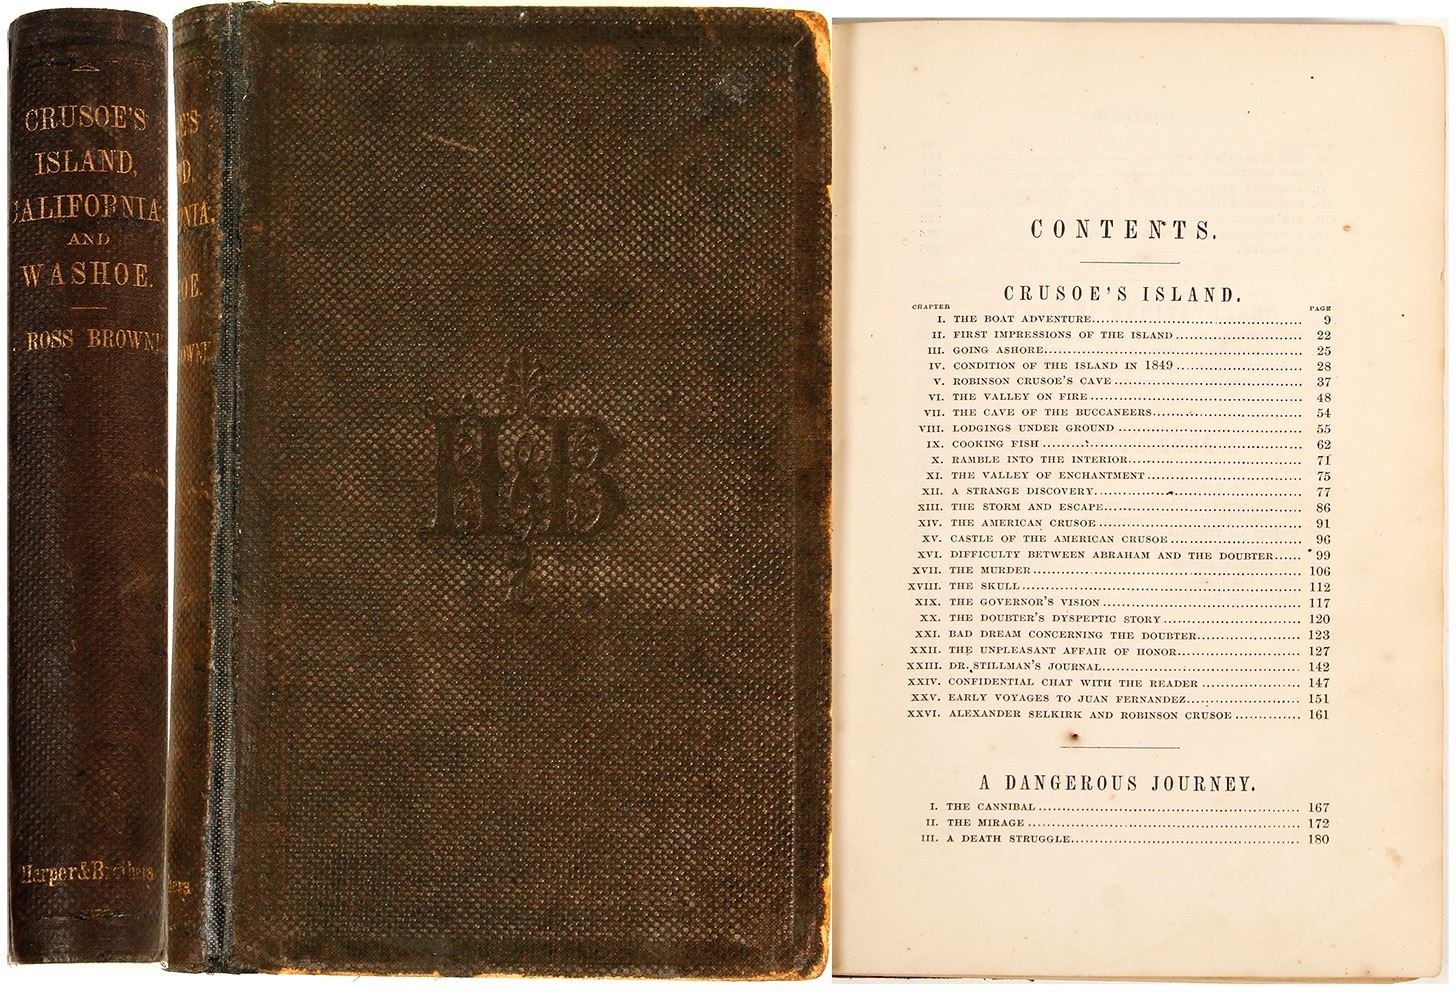 CRUSOE'S
ISLAND,
CALIFORNIA,
AND
WASHOE.
ROSS BROWNE
Harper & Brothers
E'S
D,
NIA,
OE.
OWNE
ers.
H&B
CONTENTS.
CRUSOE'S ISLAND.
CHAPTER PAGE
I. THE BOAT ADVENTURE 9
II. FIRST IMPRESSIONS OF THE ISLAND 22
III. GOING ASHORE 25
IV. CONDITION OF THE ISLAND IN 1849 28
V. ROBINSON CRUSOE'S CAVE 37
VI. THE VALLEY ON FIRE 48
VII. THE CAVE OF THE BUCCANEERS 54
VIII. LODGINGS UNDER GROUND 55
IX. COOKING FISH 62
X. RAMBLE INTO THE INTERIOR 71
XI. THE VALLEY OF ENCHANTMENT 75
XII. A STRANGE DISCOVERY 77
XIII. THE STORM AND ESCAPE 86
XIV. THE AMERICAN CRUSOE 91
XV. CASTLE OF THE AMERICAN CRUSOE 96
XVI. DIFFICULTY BETWEEN ABRAHAM AND THE DOUBTER 99
XVII. THE MURDER 106
XVIII. THE SKULL 112
XIX. THE GOVERNOR'S VISION 117
XX. THE DOUBTER'S DYSPEPTIC STORY 120
XXI. BAD DREAM CONCERNING THE DOUBTER 123
XXII. THE UNPLEASANT AFFAIR OF HONOR 127
XXIII. DR. STILLMAN'S JOURNAL 142
XXIV. CONFIDENTIAL CHAT WITH THE READER 147
XXV. EARLY VOYAGES TO JUAN FERNANDEZ 151
XXVI. ALEXANDER SELKIRK AND ROBINSON CRUSOE 161
A DANGEROUS JOURNEY.
I. THE CANNIBAL 167
II. THE MIRAGE 172
III. A DEATH STRUGGLE 180